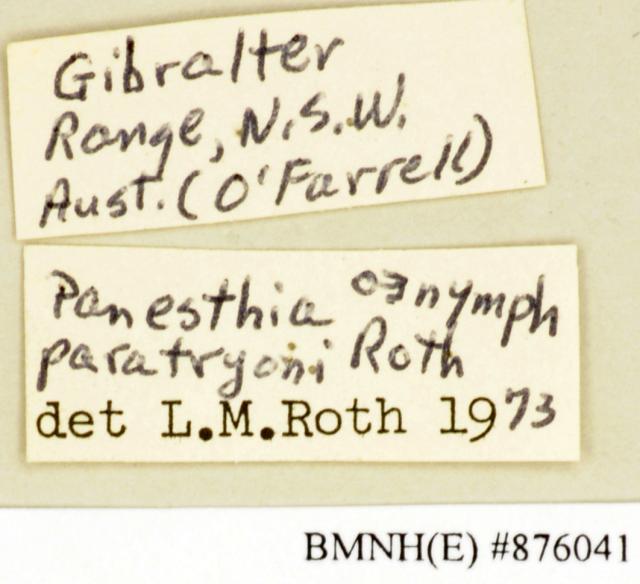 Gibralter
Range, N.S.W.
Aust. (O'Farrell)
Panesthia nymph
paratryoni Roth
det L.M.Roth 1973
BMNH(E) #876041